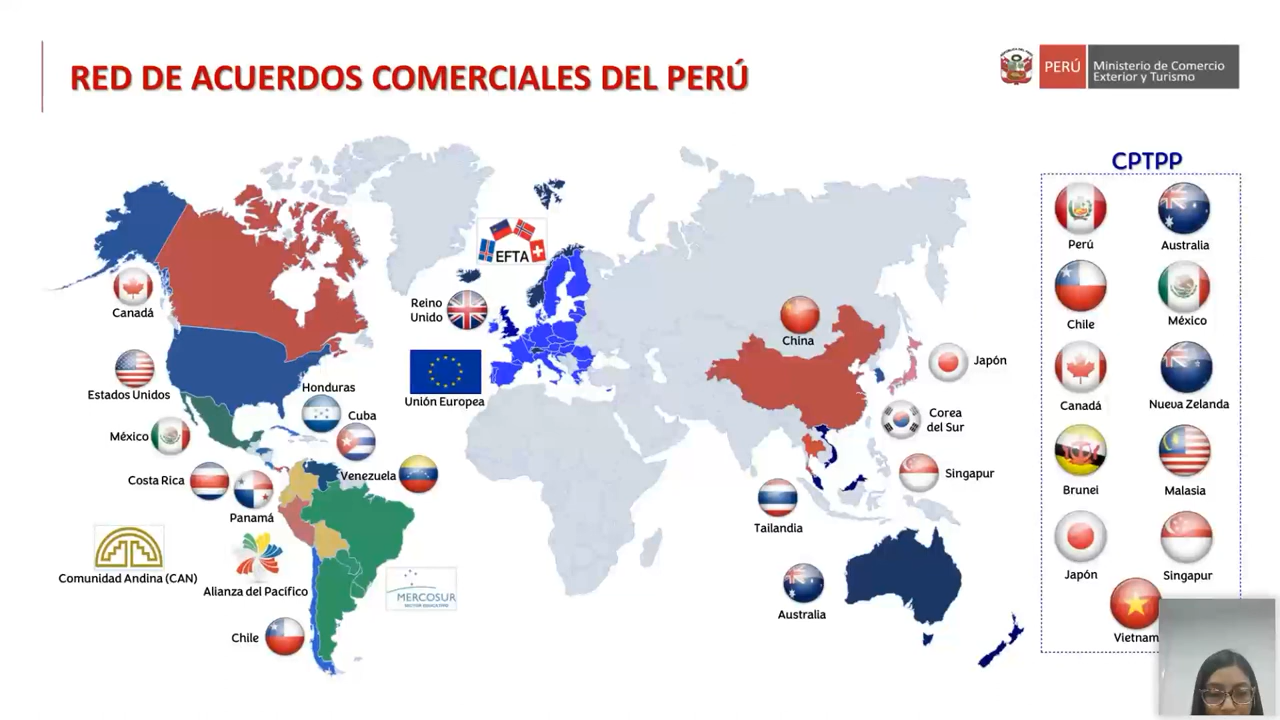 RED DE ACUERDOS COMERCIALES DEL PERÚ
PERÚ
Ministerio de Comercio
Exterior y Turismo
CPTPP
Perú
Australia
Chile
México
Canadá
Nueva Zelanda
Brunei
Malasia
Japón
Singapur
Vietnam
EFTA
Canadá
Reino
Unido
China
Japón
Estados Unidos
Honduras
Unión Europea
Cuba
Corea
del Sur
México
Costa Rica
Venezuela
Singapur
Panamá
Tailandia
Comunidad Andina (CAN)
Alianza del Pacífico
MERCOSUR
Australia
Chile